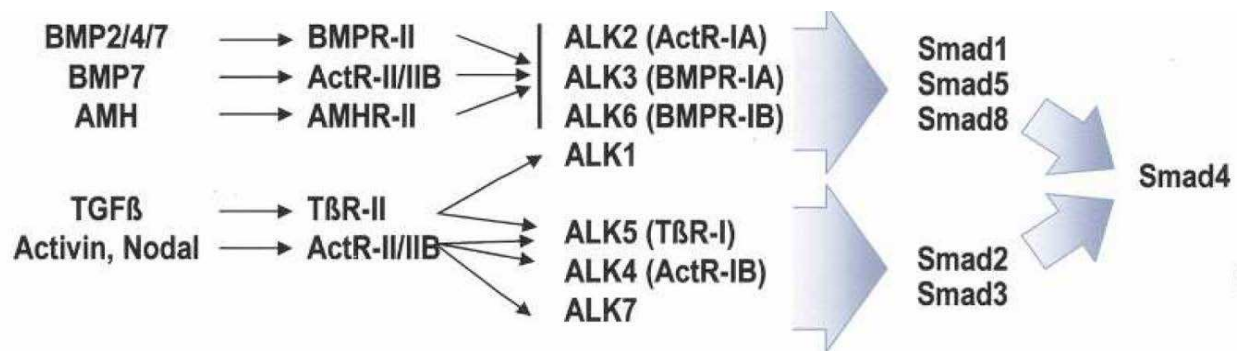 BMP2/4/7 BMPR-II ALK2 (ActR-IA)
BMP7 ActR-II/IIB ALK3 (BMPR-IA)
AMH AMHR-II ALK6 (BMPR-IB)
ALK1
Smad1
Smad5
Smad8
Smad4
TGFß TßR-II ALK5 (TßR-I)
Activin, Nodal ActR-II/IIB ALK4 (ActR-IB)
ALK7
Smad2
Smad3